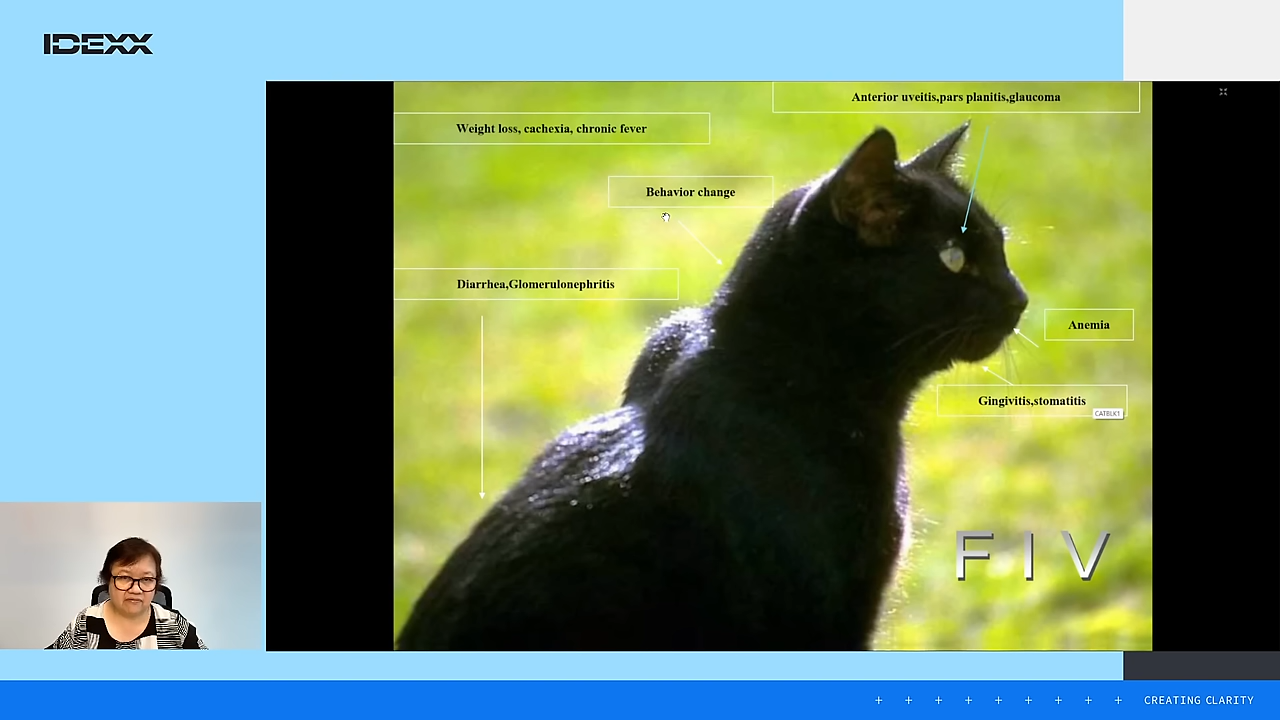 IDEXX
Anterior uveitis,pars planitis,glaucoma
Weight loss, cachexia, chronic fever
Behavior change
Diarrhea,Glomerulonephritis
Anemia
Gingivitis,stomatitis
CATBLK1
FIV
CREATING CLARITY